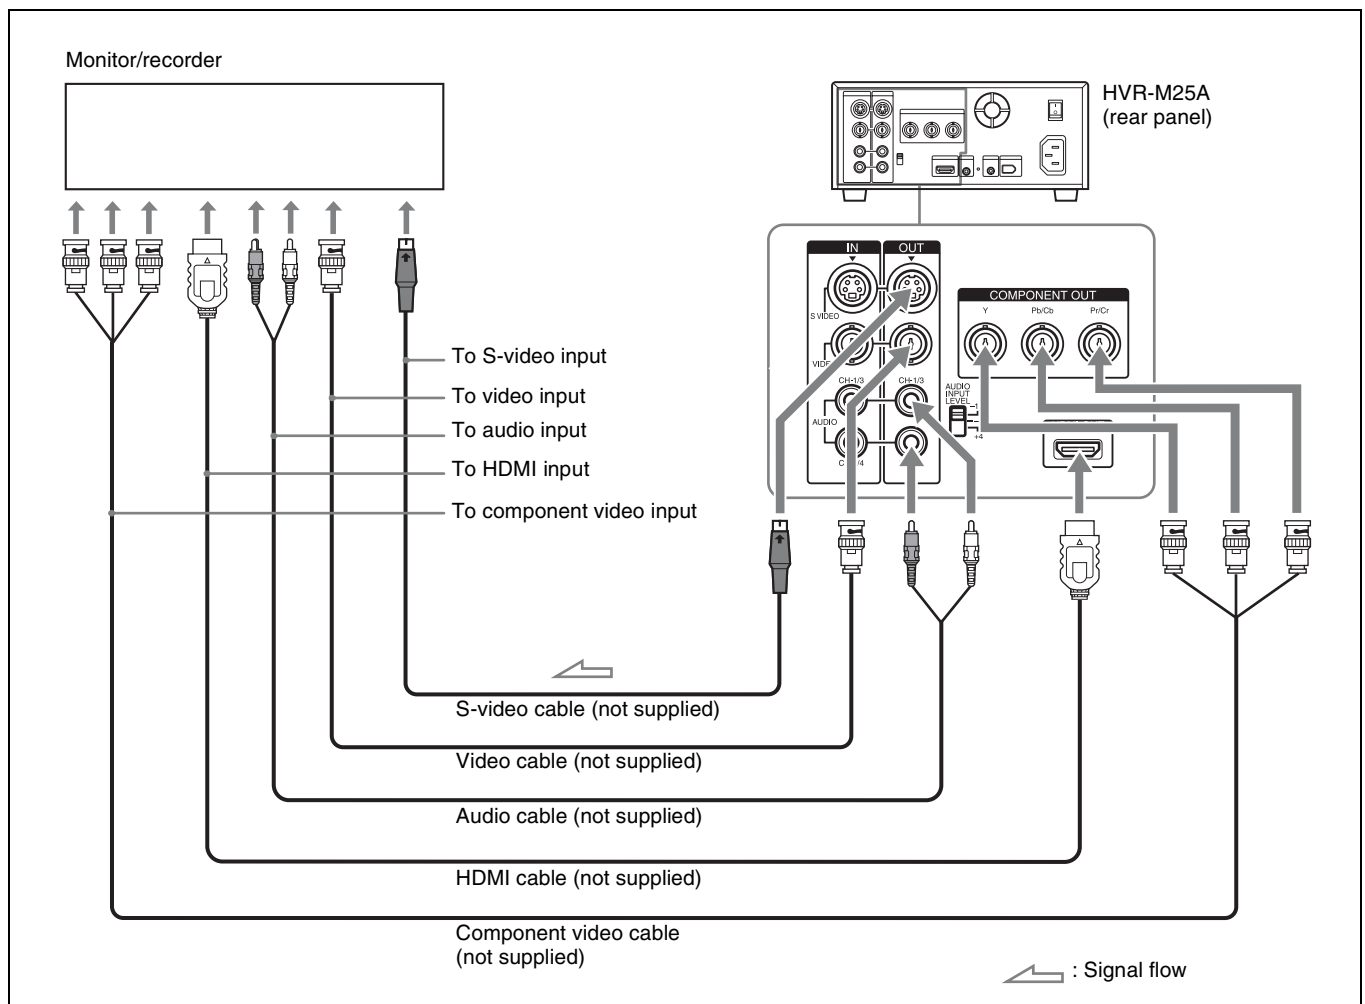 Monitor/recorder
HVR-M25A
(rear panel)
IN
OUT
S VIDEO
COMPONENT OUT
Y
Pb/Cb
Pr/Cr
CH-1/3
CH-1/3
AUDIO
INPUT
LEVEL
+4
AUDIO
To S-video input
To video input
To audio input
To HDMI input
To component video input
S-video cable (not supplied)
Video cable (not supplied)
Audio cable (not supplied)
HDMI cable (not supplied)
Component video cable
(not supplied)
: Signal flow